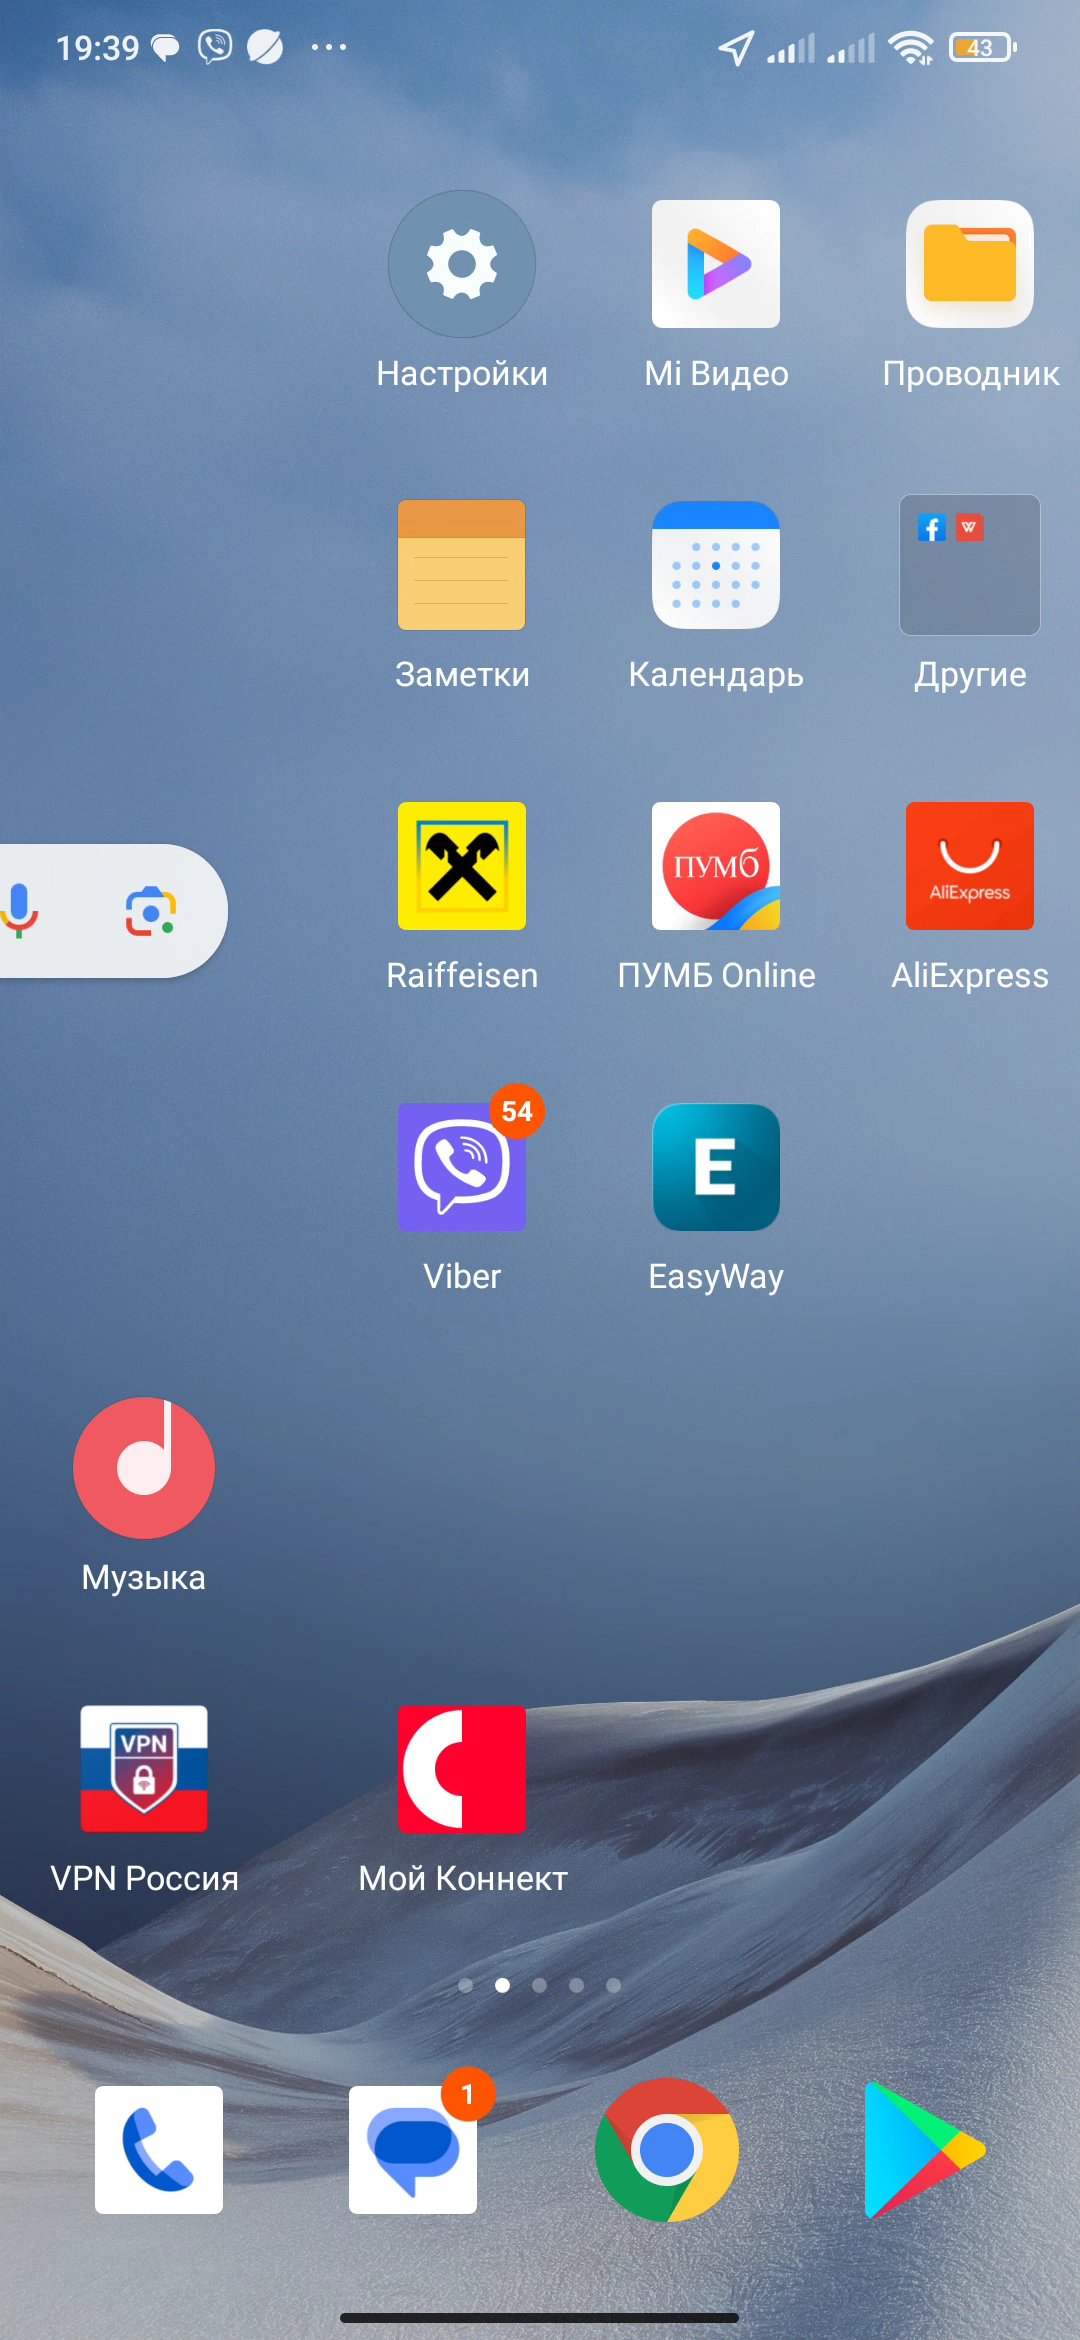 19:39
43
Настройки
Mi Видео
Проводник
Заметки
Календарь
Другие
ПУМБ
AliExpress
Raiffeisen
ПУМБ Online
AliExpress
54
E
Viber
EasyWay
Музыка
VPN
VPN Россия
Мой Коннект
1